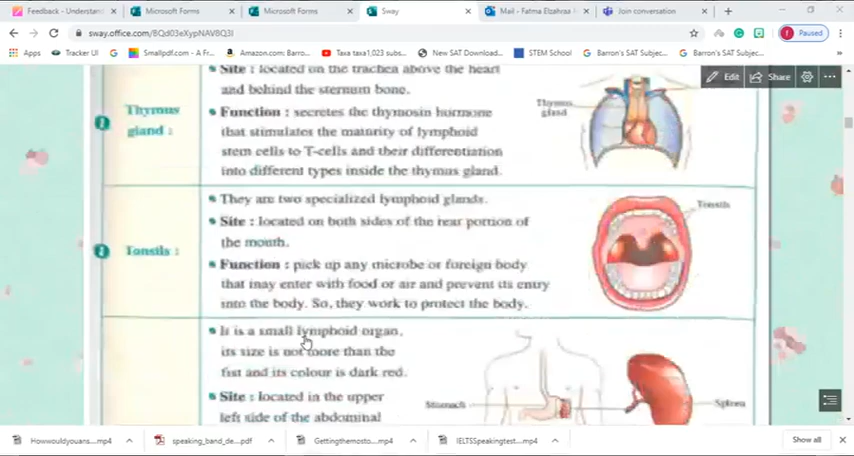 Feedback - Understand
Microsoft Forms
Microsoft Forms
Sway
Mail - Fatma Elzahraa
Join conversation
sway.office.com/8Qd03eXypNAV8Q3I
Paused
Apps
Tracker UI
G
Smallpdf.com - A Fr...
Amazon.com: Barro...
Taxa taxa1,023 subs...
New SAT Download...
STEM School
Barron's SAT Subjec...
Barron's SAT Subjec...
Edit
Share
Thymus
gland :
• Site : located on the trachea above the heart
and behind the sternum bone.
• Function : secretes the thymosin hormone
that stimulates the maturity of lymphoid
stem cells to T-cells and their differentiation
into different types inside the thymus gland.
Thymus
gland
Tonsils :
• They are two specialized lymphoid glands.
• Site : located on both sides of the rear portion of
the mouth.
• Function : pick up any microbe or foreign body
that may enter with food or air and prevent its entry
into the body. So, they work to protect the body.
Tonsils
• It is a small lymphoid organ,
its size is not more than the
fist and its colour is dark red.
• Site : located in the upper
left side of the abdominal
Stomach
Spleen
Howwouldyouans....mp4
speaking_band_de...pdf
Gettingthemosto....mp4
IELTSSpeakingtest....mp4
Show all